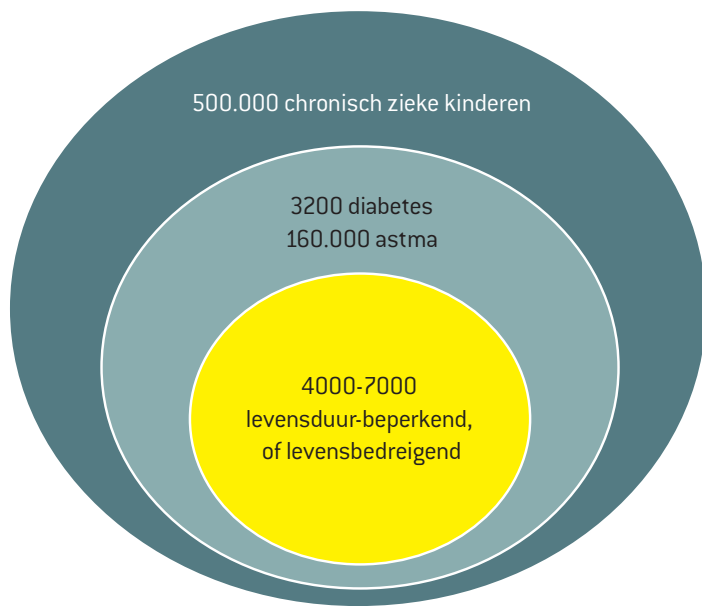 500.000 chronisch zieke kinderen
3200 diabetes
160.000 astma
4000-7000
levensduur-beperkend,
of levensbedreigend